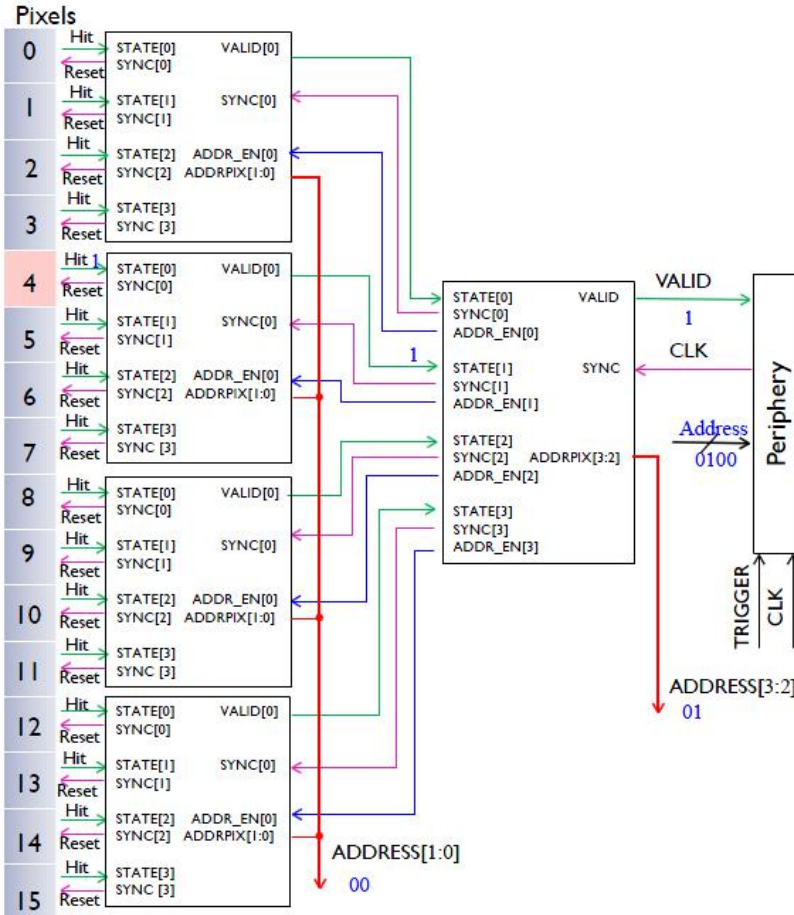 Pixels
0
Hit
Reset
STATE[0]
SYNC[0]
VALID[0]
1
Hit
Reset
STATE[1]
SYNC[1]
SYNC[0]
2
Hit
Reset
STATE[2]
SYNC[2]
ADDR_EN[0]
ADDRPIX[1:0]
3
Hit
Reset
STATE[3]
SYNC [3]
4
Hit 1
Reset
STATE[0]
SYNC[0]
VALID[0]
5
Hit
Reset
STATE[1]
SYNC[1]
SYNC[0]
6
Hit
Reset
STATE[2]
SYNC[2]
ADDR_EN[0]
ADDRPIX[1:0]
7
Hit
Reset
STATE[3]
SYNC [3]
8
Hit
Reset
STATE[0]
SYNC[0]
VALID[0]
9
Hit
Reset
STATE[1]
SYNC[1]
SYNC[0]
10
Hit
Reset
STATE[2]
SYNC[2]
ADDR_EN[0]
ADDRPIX[1:0]
11
Hit
Reset
STATE[3]
SYNC [3]
12
Hit
Reset
STATE[0]
SYNC[0]
VALID[0]
13
Hit
Reset
STATE[1]
SYNC[1]
SYNC[0]
14
Hit
Reset
STATE[2]
SYNC[2]
ADDR_EN[0]
ADDRPIX[1:0]
15
Hit
Reset
STATE[3]
SYNC [3]
ADDRESS[1:0]
00
STATE[0]
SYNC[0]
ADDR_EN[0]
1
STATE[1]
SYNC[1]
ADDR_EN[1]
STATE[2]
SYNC[2]
ADDR_EN[2]
STATE[3]
SYNC[3]
ADDR_EN[3]
VALID
SYNC
ADDRPIX[3:2]
VALID
1
CLK
Address
0100
Periphery
TRIGGER
CLK
ADDRESS[3:2]
01